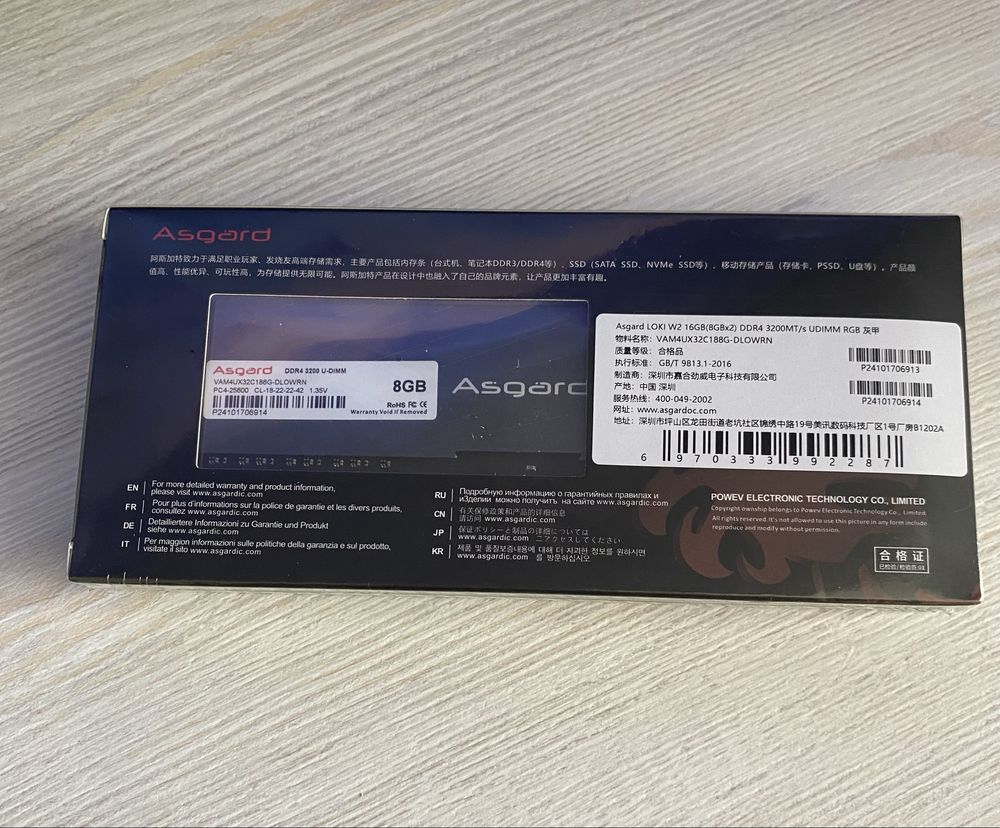 Asgard
阿斯加特致力于满足职业玩家、发烧友高端存储需求，主要产品包括内存条（台式机、笔记本DDR3/DDR4等）、SSD（SATA SSD、NVMe SSD等）、移动存储产品（存储卡、PSSD、U盘等）。产品颜
值高、性能优异、可玩性高，为存储提供无限可能。阿斯加特产品在设计中也融入了自己的品牌元素，让产品更加丰富有趣。
Asgard DDR4 3200 U-DIMM
VAM4UX32C188G-DLOWRN
PC4-25600 CL-18-22-22-42 1.35V
8GB
RoHS FC CE
Warranty Void if Removed
P24101706914
Asgard
Asgard LOKI W2 16GB(8GBx2) DDR4 3200MT/s UDIMM RGB 灰甲
物料名称：VAM4UX32C188G-DLOWRN
质量等级：合格品
执行标准：GB/T 9813.1-2016
制造商：深圳市嘉合劲威电子科技有限公司
产地：中国 深圳
服务热线：400-049-2002
网址：www.asgardoc.com
地址：深圳市坪山区龙田街道老坑社区锦绣中路19号美讯数码科技厂区1号厂房B1202A
P24101706913
P24101706914
6 970333 992287
EN For more detailed warranty and product information,
please visit www.asgardic.com
FR Pour plus d'informations sur la police de garantie et les divers produits,
consultez www.asgardic.com
DE Detailliertere Informationen zu Garantie und Produkt
siehe www.asgardic.com
IT Per maggion informazioni sulle politiche della garanzia e sul prodotto,
visitate il sito www.asgardic.com
RU Подробную информацию о гарантийных правилах и
иЗделии можно получить на сайте www.asgardic.com
CN 有关保修政策和产品的详细信息
请访问 www.asgardic.com
JP 保証ポリシーと制品の详細については
www.asgardic.com ニアクセスしてください
KR 제품 및 품질보증내용에 대해 더 자세한 정보를 원하시면
www.asgardic.com 를 방문하십시오
POWEV ELECTRONIC TECHNOLOGY CO., LIMITED
Copyright ownship belongs to Powev Electronic Technology Co., Limited.
All rights reserved. It's not allowed to use this picture in any form include
reproduce and modify without permission.
合格证